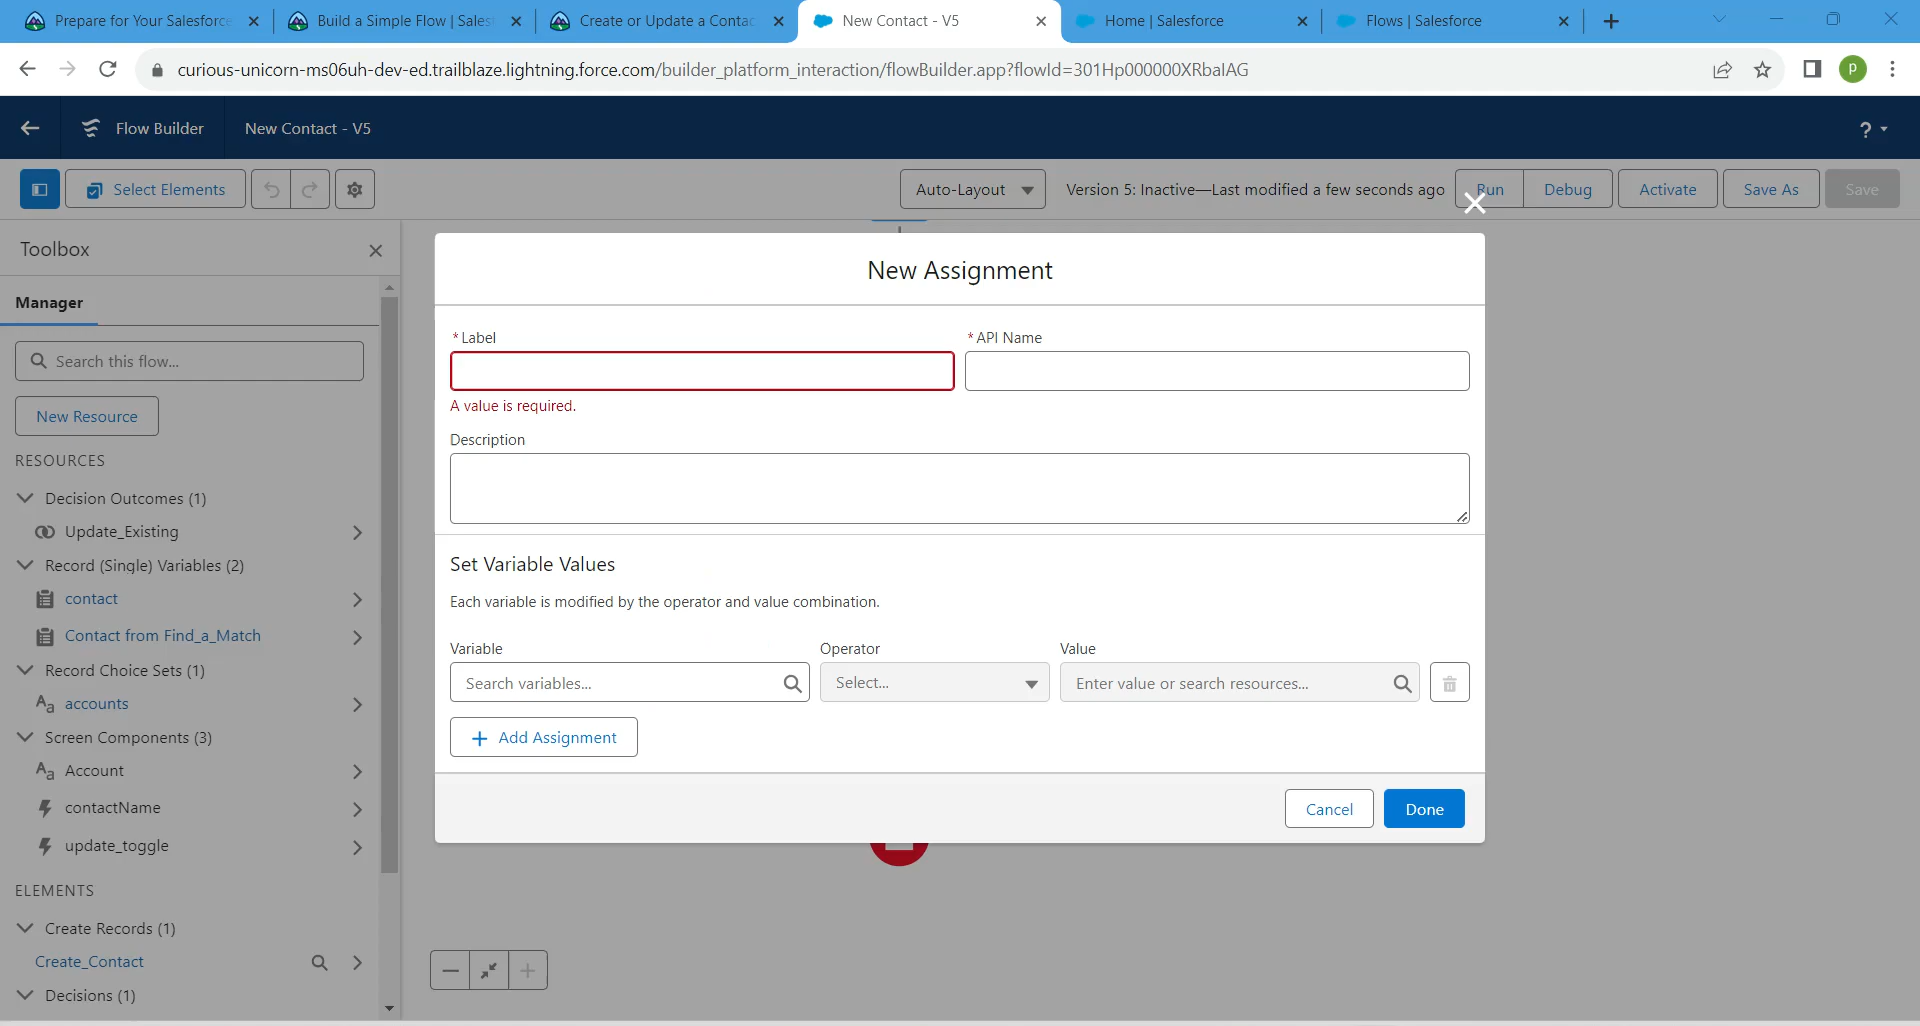 Prepare for Your Salesforce
Build a Simple Flow | Sales
Create or Update a Contac
New Contact - V5
Home | Salesforce
Flows | Salesforce
curious-unicorn-ms06uh-dev-ed.trailblaze.lightning.force.com/builder_platform_interaction/flowBuilder.app?flowId=301Hp000000XRbaIAG
p
Flow Builder
New Contact - V5
?
Select Elements
Auto-Layout
Version 5: Inactive—Last modified a few seconds ago
Run
Debug
Activate
Save As
Save
Toolbox
Manager
Search this flow...
New Resource
RESOURCES
Decision Outcomes (1)
Update_Existing
Record (Single) Variables (2)
contact
Contact from Find_a_Match
Record Choice Sets (1)
Aa accounts
Screen Components (3)
Aa Account
contactName
update_toggle
ELEMENTS
Create Records (1)
Create_Contact
Decisions (1)
New Assignment
* Label
* API Name
A value is required.
Description
Set Variable Values
Each variable is modified by the operator and value combination.
Variable
Operator
Value
Search variables...
Select...
Enter value or search resources...
+ Add Assignment
Cancel
Done